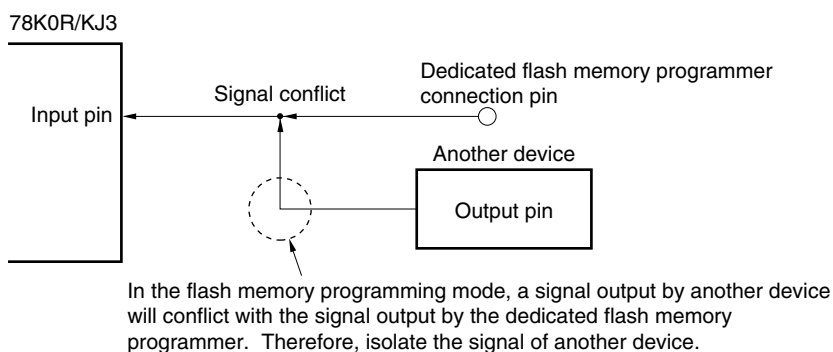 78K0R/KJ3
Dedicated flash memory programmer
connection pin
Signal conflict
Input pin
Another device
Output pin
In the flash memory programming mode, a signal output by another device
will conflict with the signal output by the dedicated flash memory
programmer.  Therefore, isolate the signal of another device.